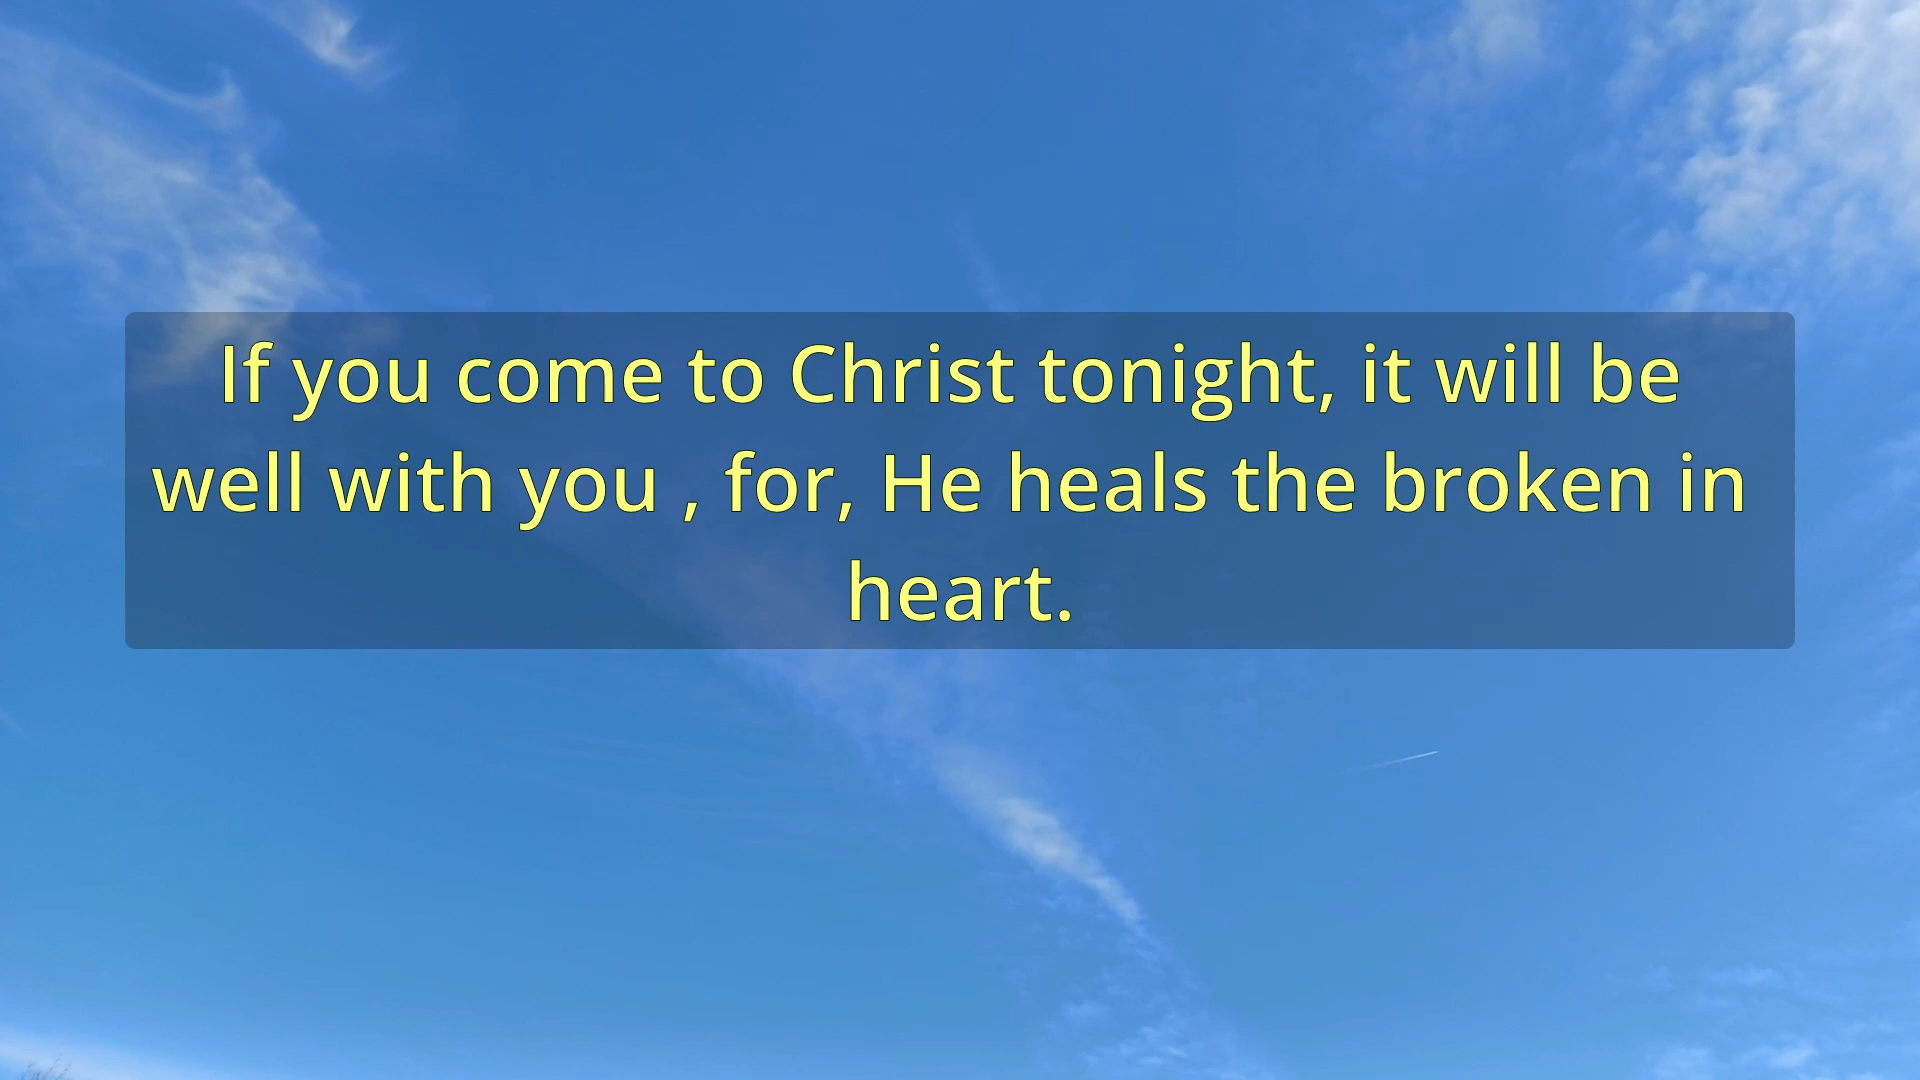 If you come to Christ tonight, it will be
well with you , for, He heals the broken in
heart.